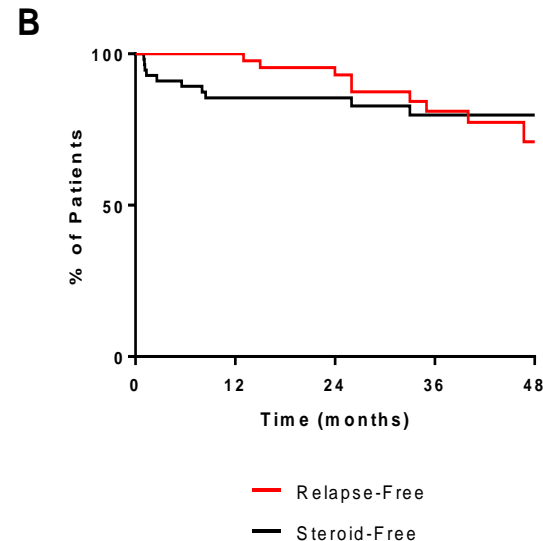 B
100
50
0
% of Patients
0 12 24 36 48
Time (months)
Relapse-Free
Steroid-Free